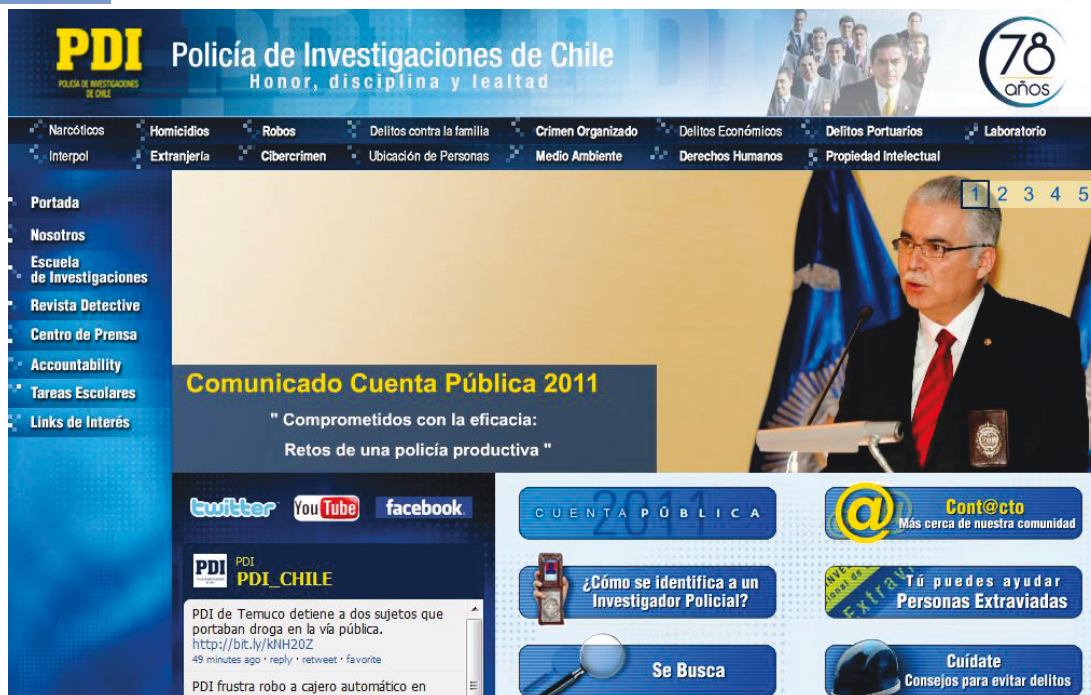 PDI
POLICÍA DE INVESTIGACIONES
DE CHILE
Policía de Investigaciones de Chile
Honor, disciplina y lealtad
78
años
Narcóticos Homicidios Robos Delitos contra la familia Crimen Organizado Delitos Económicos Delitos Portuarios Laboratorio
Interpol Extranjería Cibercrimen Ubicación de Personas Medio Ambiente Derechos Humanos Propiedad Intelectual
Portada
Nosotros
Escuela
de Investigaciones
Revista Detective
Centro de Prensa
Accountability
Tareas Escolares
Links de Interés
1 2 3 4 5
Comunicado Cuenta Pública 2011
" Comprometidos con la eficacia:
Retos de una policía productiva "
twitter You Tube facebook
PDI
PDI
PDI_CHILE
PDI de Temuco detiene a dos sujetos que
portaban droga en la vía pública.
http://bit.ly/kNH20Z
49 minutes ago · reply · retweet · favorite
PDI frustra robo a cajero automático en
2011
CUENTA PÚBLICA
@
Cont@cto
Más cerca de nuestra comunidad
¿Cómo se identifica a un
Investigador Policial?
Extrav
Tú puedes ayudar
Personas Extraviadas
Se Busca
Cuídate
Consejos para evitar delitos